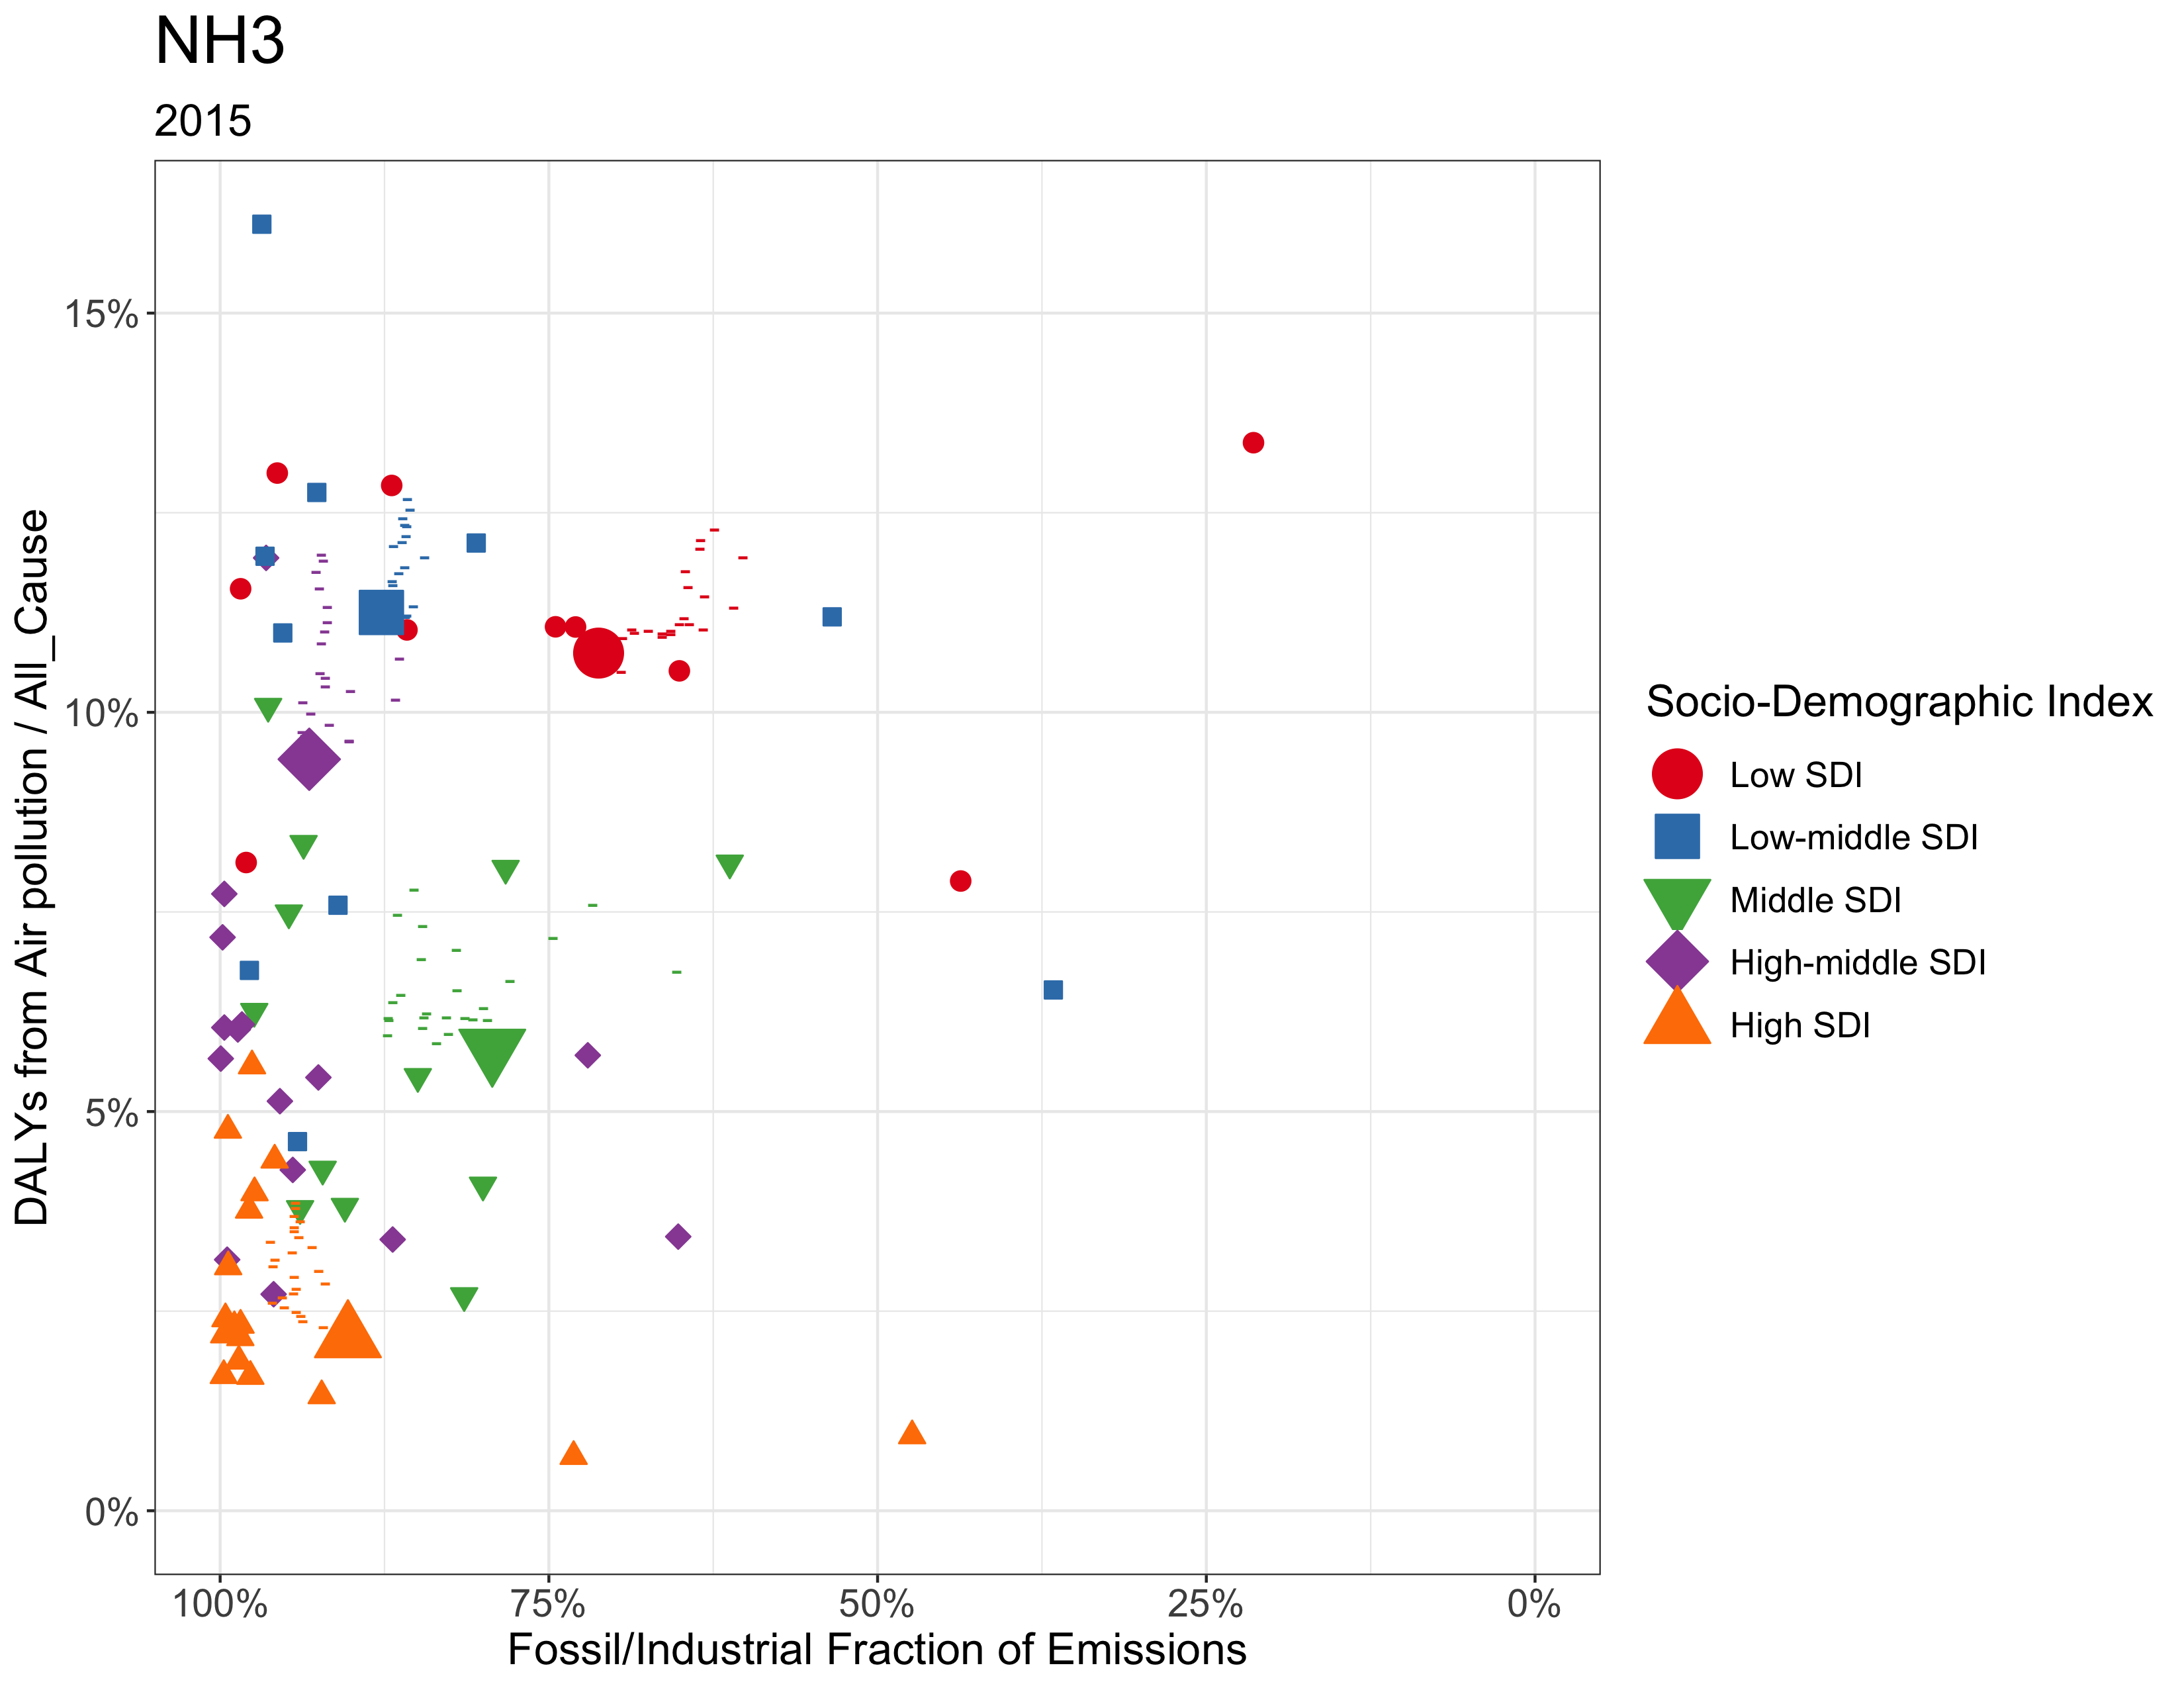 NH3
2015
DALYs from Air pollution / All_Cause
15%
10%
5%
0%
100% 75% 50% 25% 0%
Fossil/Industrial Fraction of Emissions
Socio-Demographic Index
Low SDI
Low-middle SDI
Middle SDI
High-middle SDI
High SDI